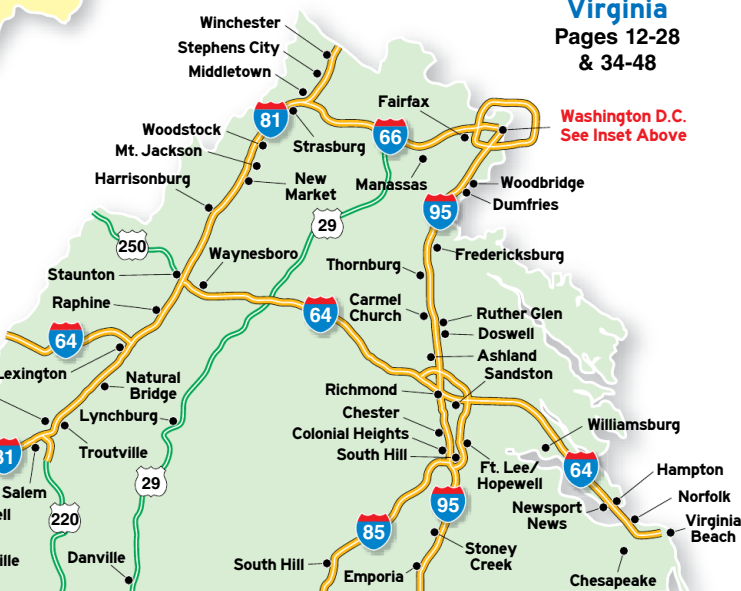 Virginia
Pages 12-28
& 34-48
Winchester
Stephens City
Middletown
Fairfax
81
66
Washington D.C.
See Inset Above
Woodstock
Strasburg
Mt. Jackson
Harrisonburg
New
Market
Manassas
Woodbridge
Dumfries
95
29
250
Waynesboro
Fredericksburg
Staunton
Thornburg
Raphine
64
Carmel
Church
Ruther Glen
Doswell
64
Ashland
Lexington
Sandston
Natural
Bridge
Richmond
Lynchburg
Chester
Williamsburg
Colonial Heights
Troutville
South Hill
81
Ft. Lee/
Hopewell
64
Hampton
Salem
29
95
Newsport
News
Norfolk
ell
220
85
Virginia
Beach
Stoney
Creek
ille
Danville
South Hill
Emporia
Chesapeake